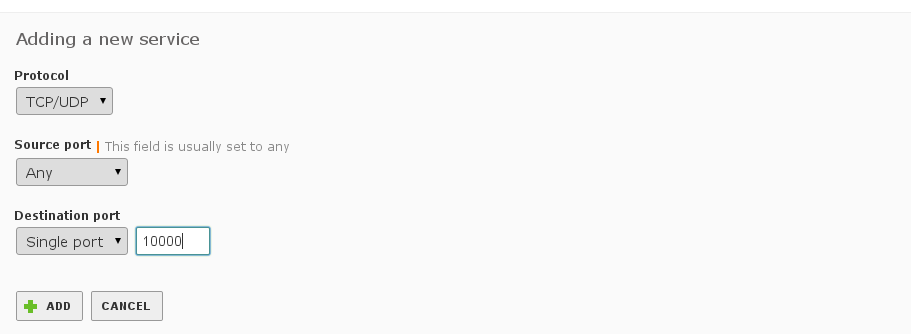 Adding a new service
Protocol
TCP/UDP
Source port This field is usually set to any
Any
Destination port
Single port 10000
ADD CANCEL